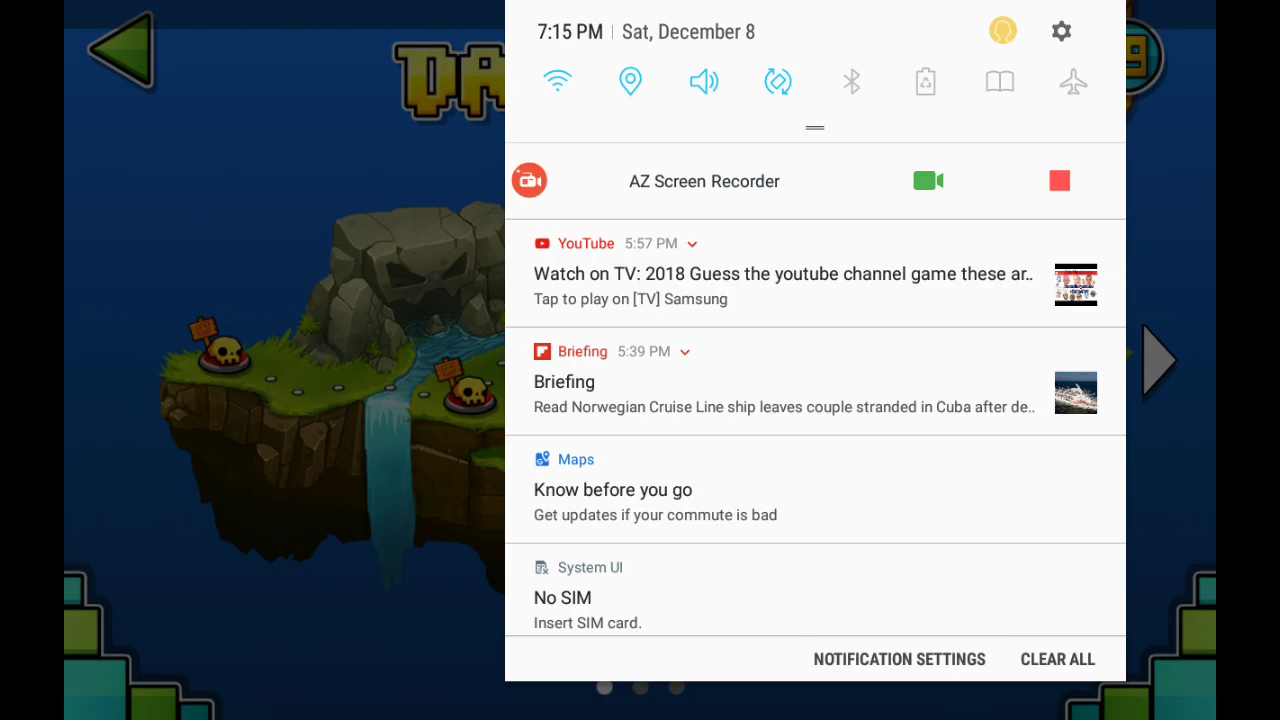 7:15 PM | Sat, December 8
DA
9
AZ Screen Recorder
YouTube 5:57 PM
Watch on TV: 2018 Guess the youtube channel game these ar..
Tap to play on [TV] Samsung
Briefing 5:39 PM
Briefing
Read Norwegian Cruise Line ship leaves couple stranded in Cuba after de..
Maps
Know before you go
Get updates if your commute is bad
System UI
No SIM
Insert SIM card.
NOTIFICATION SETTINGS CLEAR ALL